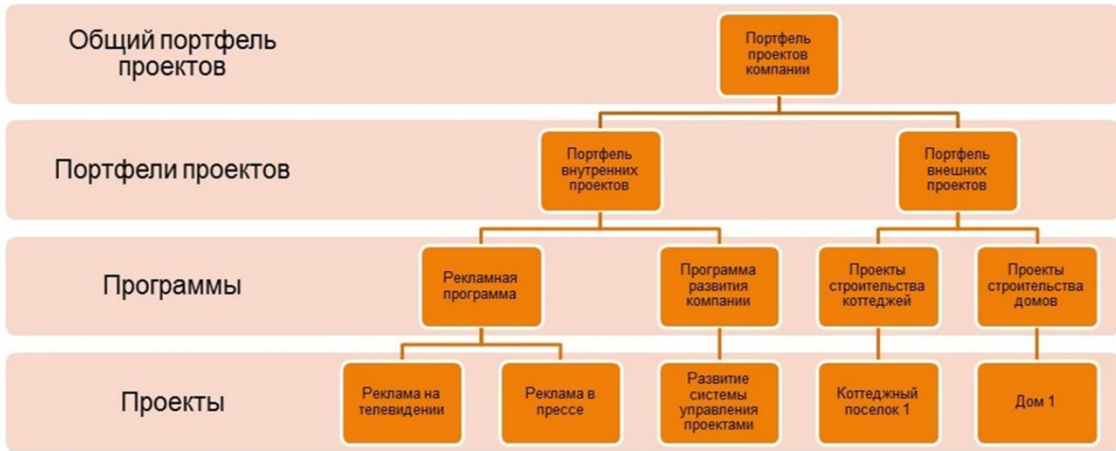 Общий портфель
проектов
Портфель
проектов
компании
Портфели проектов
Портфель
внутренних
проектов
Портфель
внешних
проектов
Программы
Рекламная
программа
Программа
развития
компании
Проекты
строительства
коттеджей
Проекты
строительства
домов
Проекты
Реклама на
телевидении
Реклама в
прессе
Развитие
системы
управления
проектами
Коттеджный
поселок 1
Дом 1